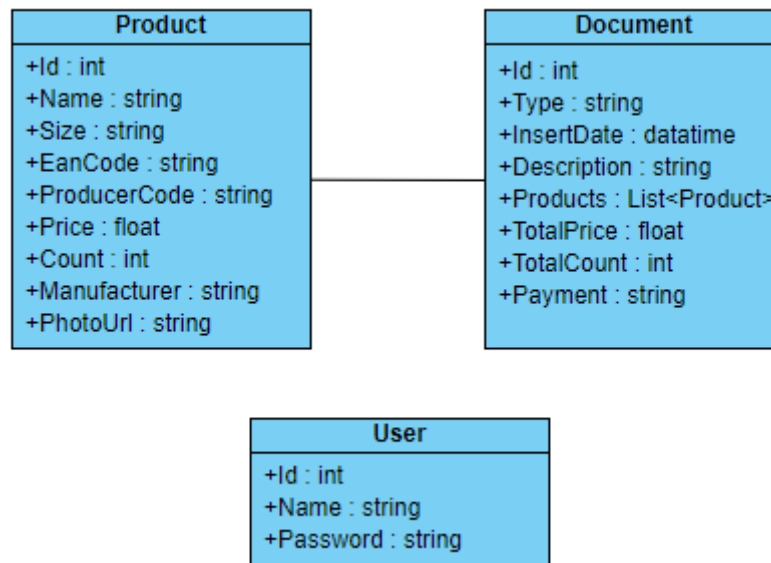 Product
+Id : int
+Name : string
+Size : string
+EanCode : string
+ProducerCode : string
+Price : float
+Count : int
+Manufacturer : string
+PhotoUrl : string
Document
+Id : int
+Type : string
+InsertDate : datatime
+Description : string
+Products : List<Product>
+TotalPrice : float
+TotalCount : int
+Payment : string
User
+Id : int
+Name : string
+Password : string